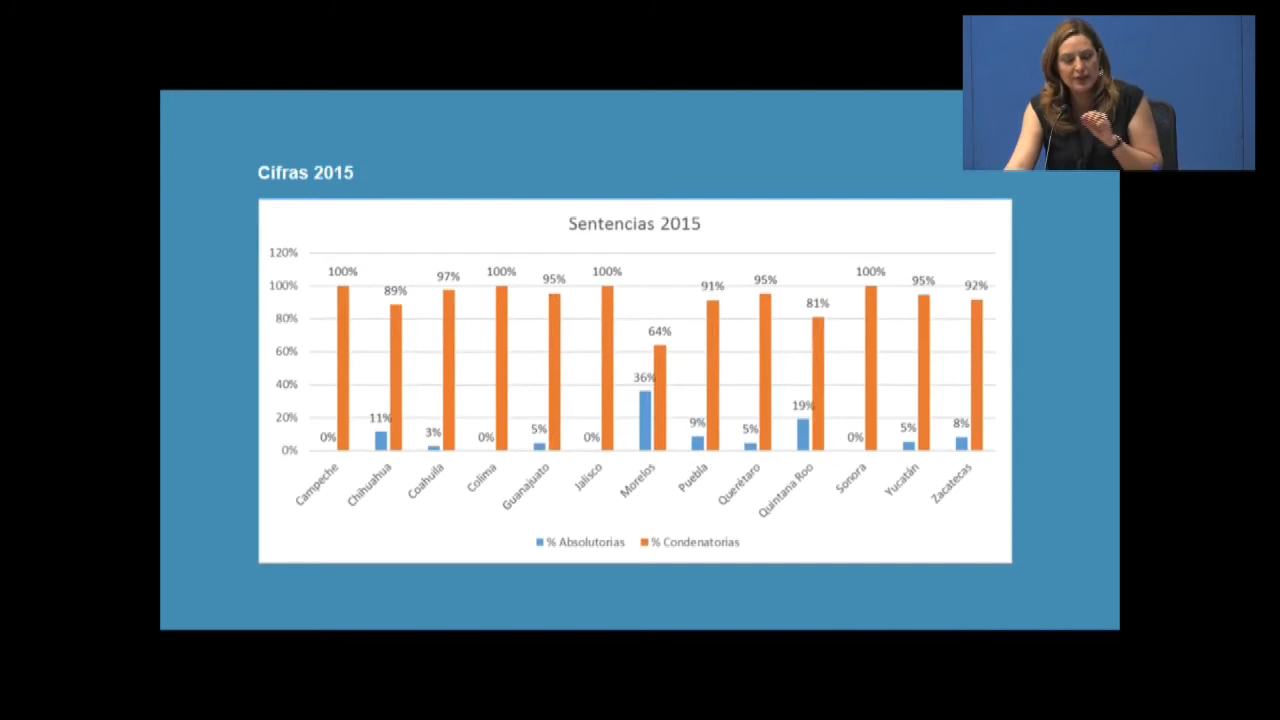 Cifras 2015
Sentencias 2015
120%
100%
80%
60%
40%
20%
0%
0% 100%
11% 89%
3% 97%
0% 100%
5% 95%
0% 100%
36% 64%
9% 91%
5% 95%
19% 81%
0% 100%
5% 95%
8% 92%
Campeche
Chihuahua
Coahuila
Colima
Guanajuato
Jalisco
Morelos
Puebla
Querétaro
Quintana Roo
Sonora
Yucatán
Zacatecas
% Absolutorias % Condenatorias